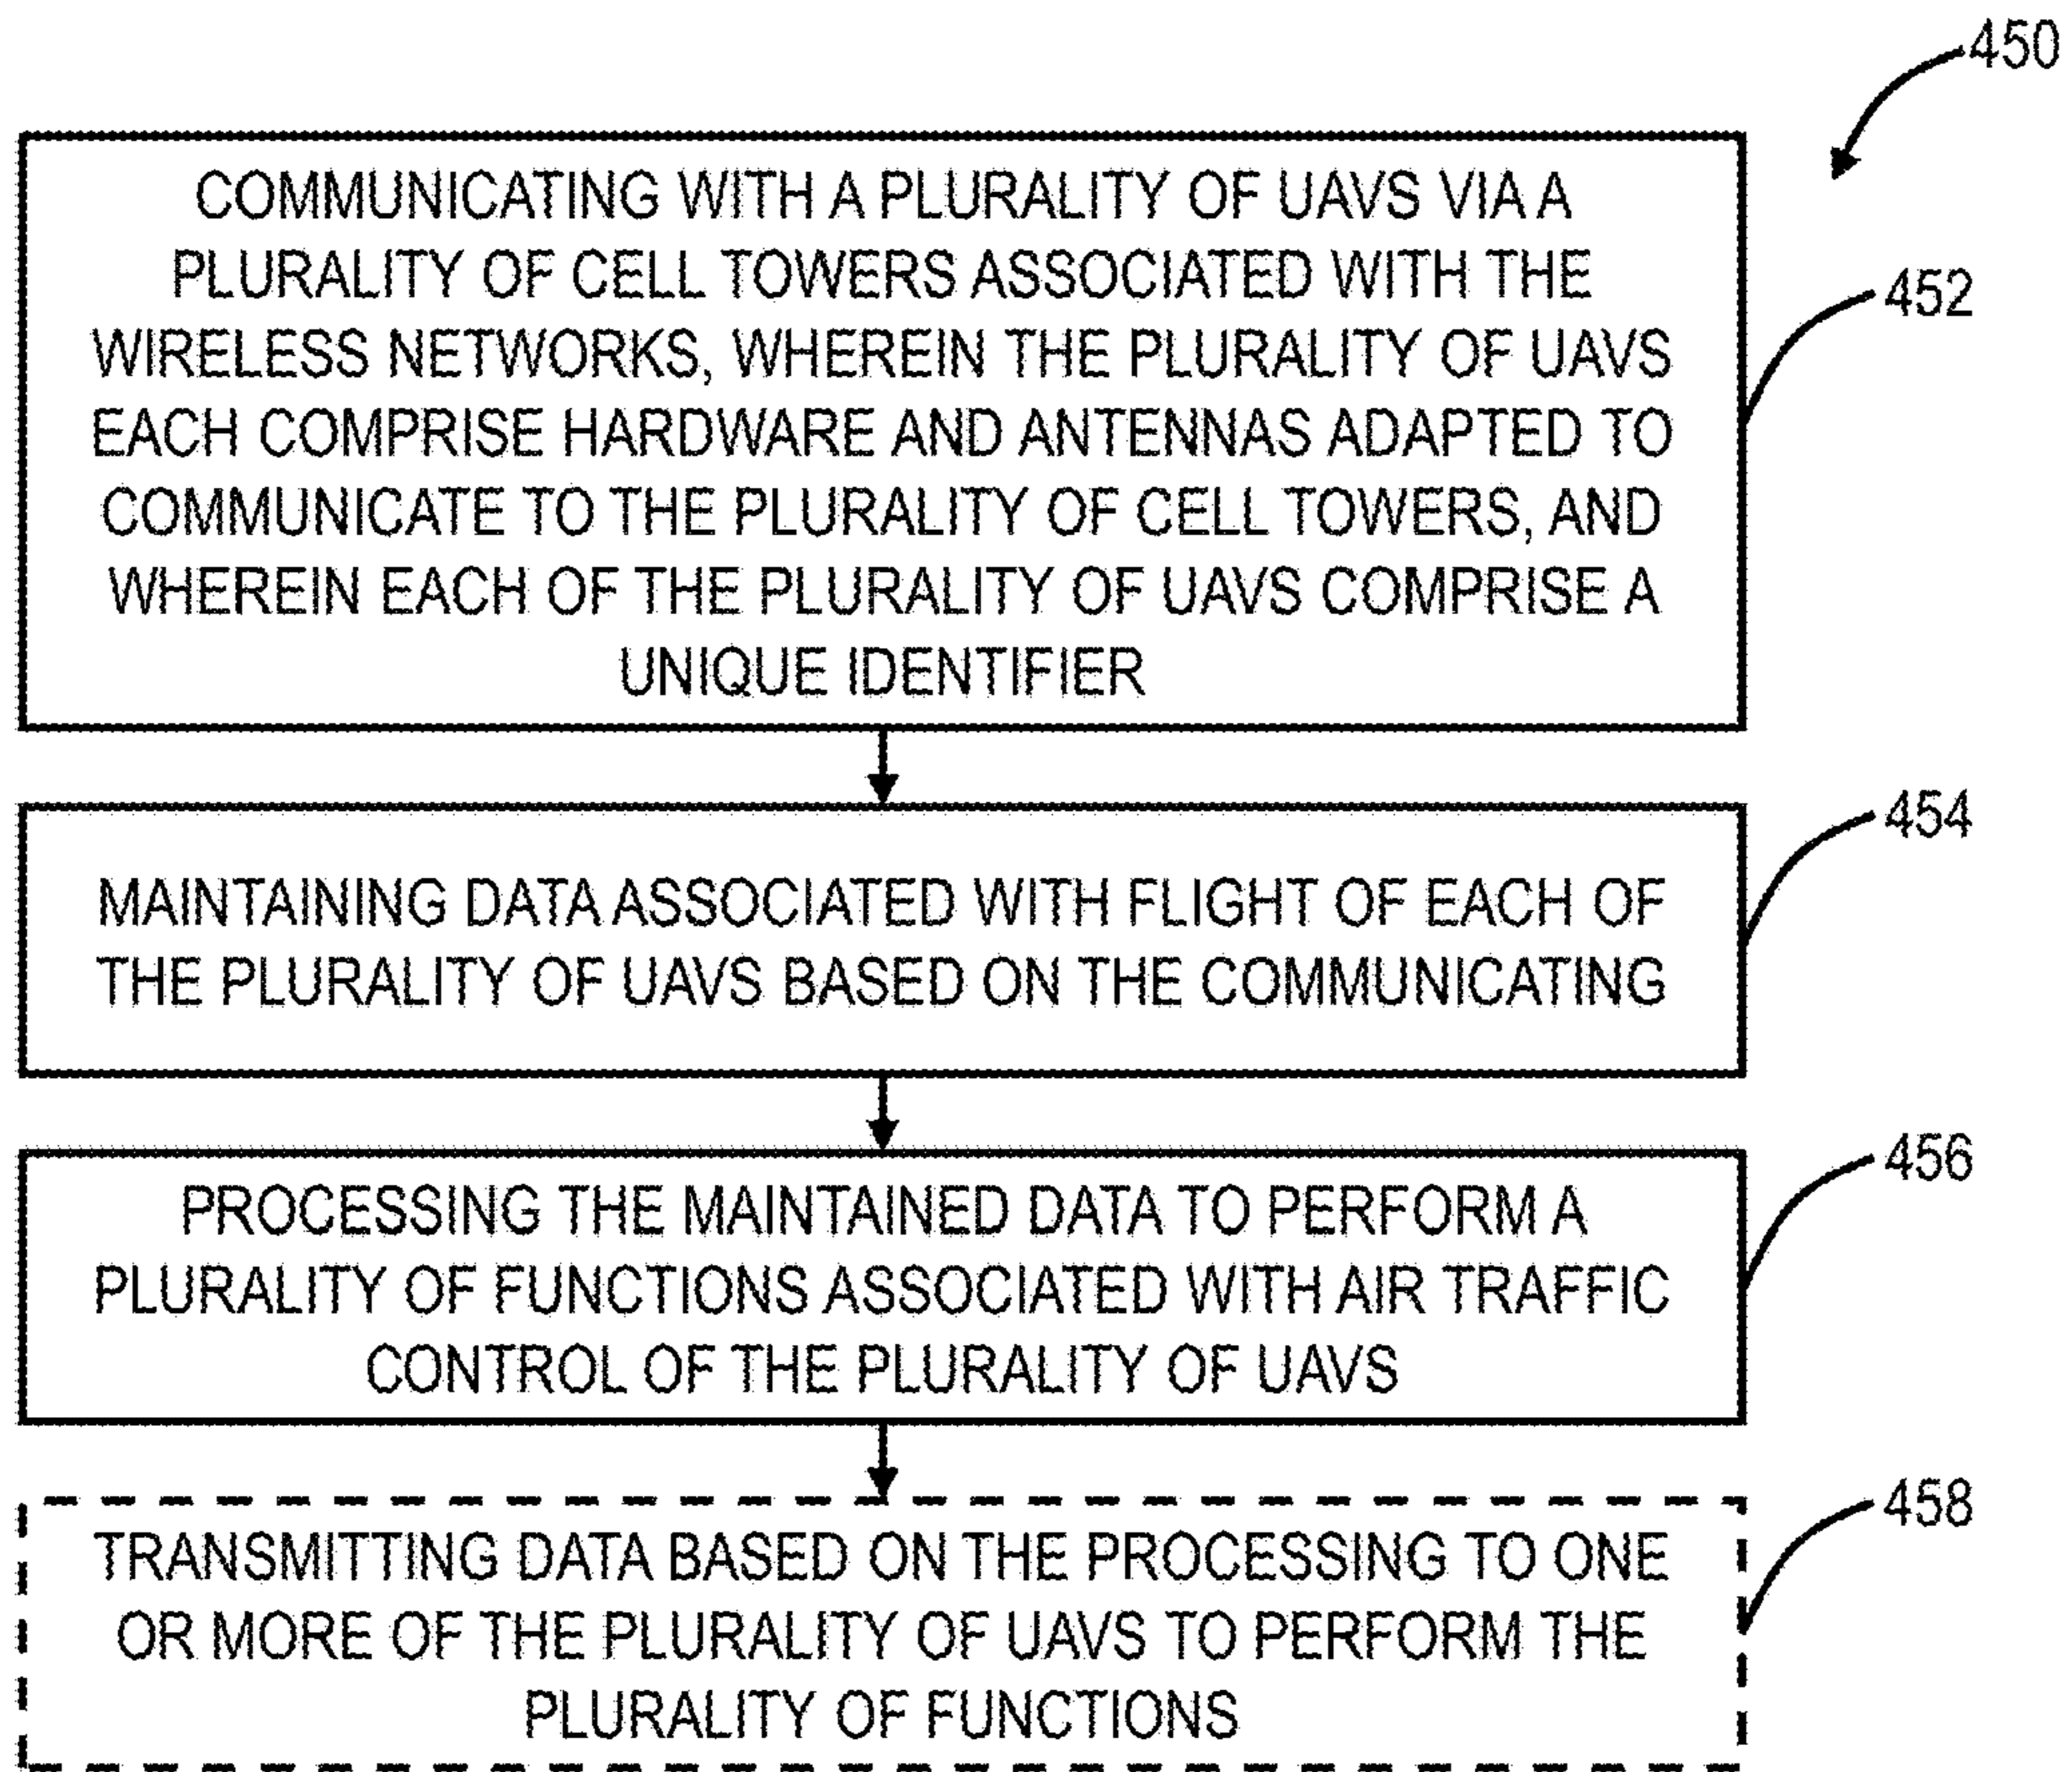 450
COMMUNICATING WITH A PLURALITY OF UAVS VIA A
PLURALITY OF CELL TOWERS ASSOCIATED WITH THE
WIRELESS NETWORKS, WHEREIN THE PLURALITY OF UAVS
EACH COMPRISE HARDWARE AND ANTENNAS ADAPTED TO
COMMUNICATE TO THE PLURALITY OF CELL TOWERS, AND
WHEREIN EACH OF THE PLURALITY OF UAVS COMPRISE A
UNIQUE IDENTIFIER
452
MAINTAINING DATA ASSOCIATED WITH FLIGHT OF EACH OF
THE PLURALITY OF UAVS BASED ON THE COMMUNICATING
454
PROCESSING THE MAINTAINED DATA TO PERFORM A
PLURALITY OF FUNCTIONS ASSOCIATED WITH AIR TRAFFIC
CONTROL OF THE PLURALITY OF UAVS
456
TRANSMITTING DATA BASED ON THE PROCESSING TO ONE
OR MORE OF THE PLURALITY OF UAVS TO PERFORM THE
PLURALITY OF FUNCTIONS
458